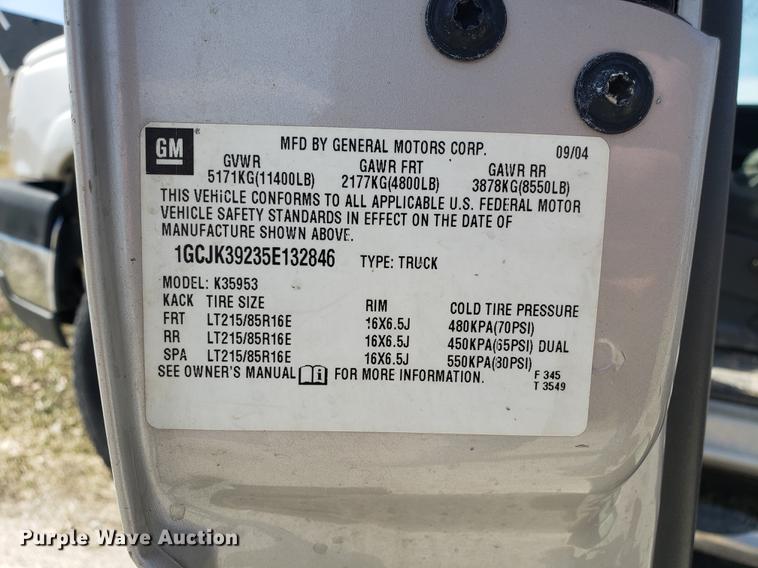 GM ®
MFD BY GENERAL MOTORS CORP. 09/04
GVWR GAWR FRT GAWR RR
5171KG(11400LB) 2177KG(4800LB) 3878KG(8550LB)
THIS VEHICLE CONFORMS TO ALL APPLICABLE U.S. FEDERAL MOTOR
VEHICLE SAFETY STANDARDS IN EFFECT ON THE DATE OF
MANUFACTURE SHOWN ABOVE.
1GCJK39235E132846 TYPE: TRUCK
MODEL: K35953
KACK TIRE SIZE RIM COLD TIRE PRESSURE
FRT LT215/85R16E 16X6.5J 480KPA(70PSI)
RR LT215/85R16E 16X6.5J 450KPA(65PSI) DUAL
SPA LT215/85R16E 16X6.5J 550KPA(80PSI)
SEE OWNER'S MANUAL FOR MORE INFORMATION. F 345
T 3549
Purple Wave Auction